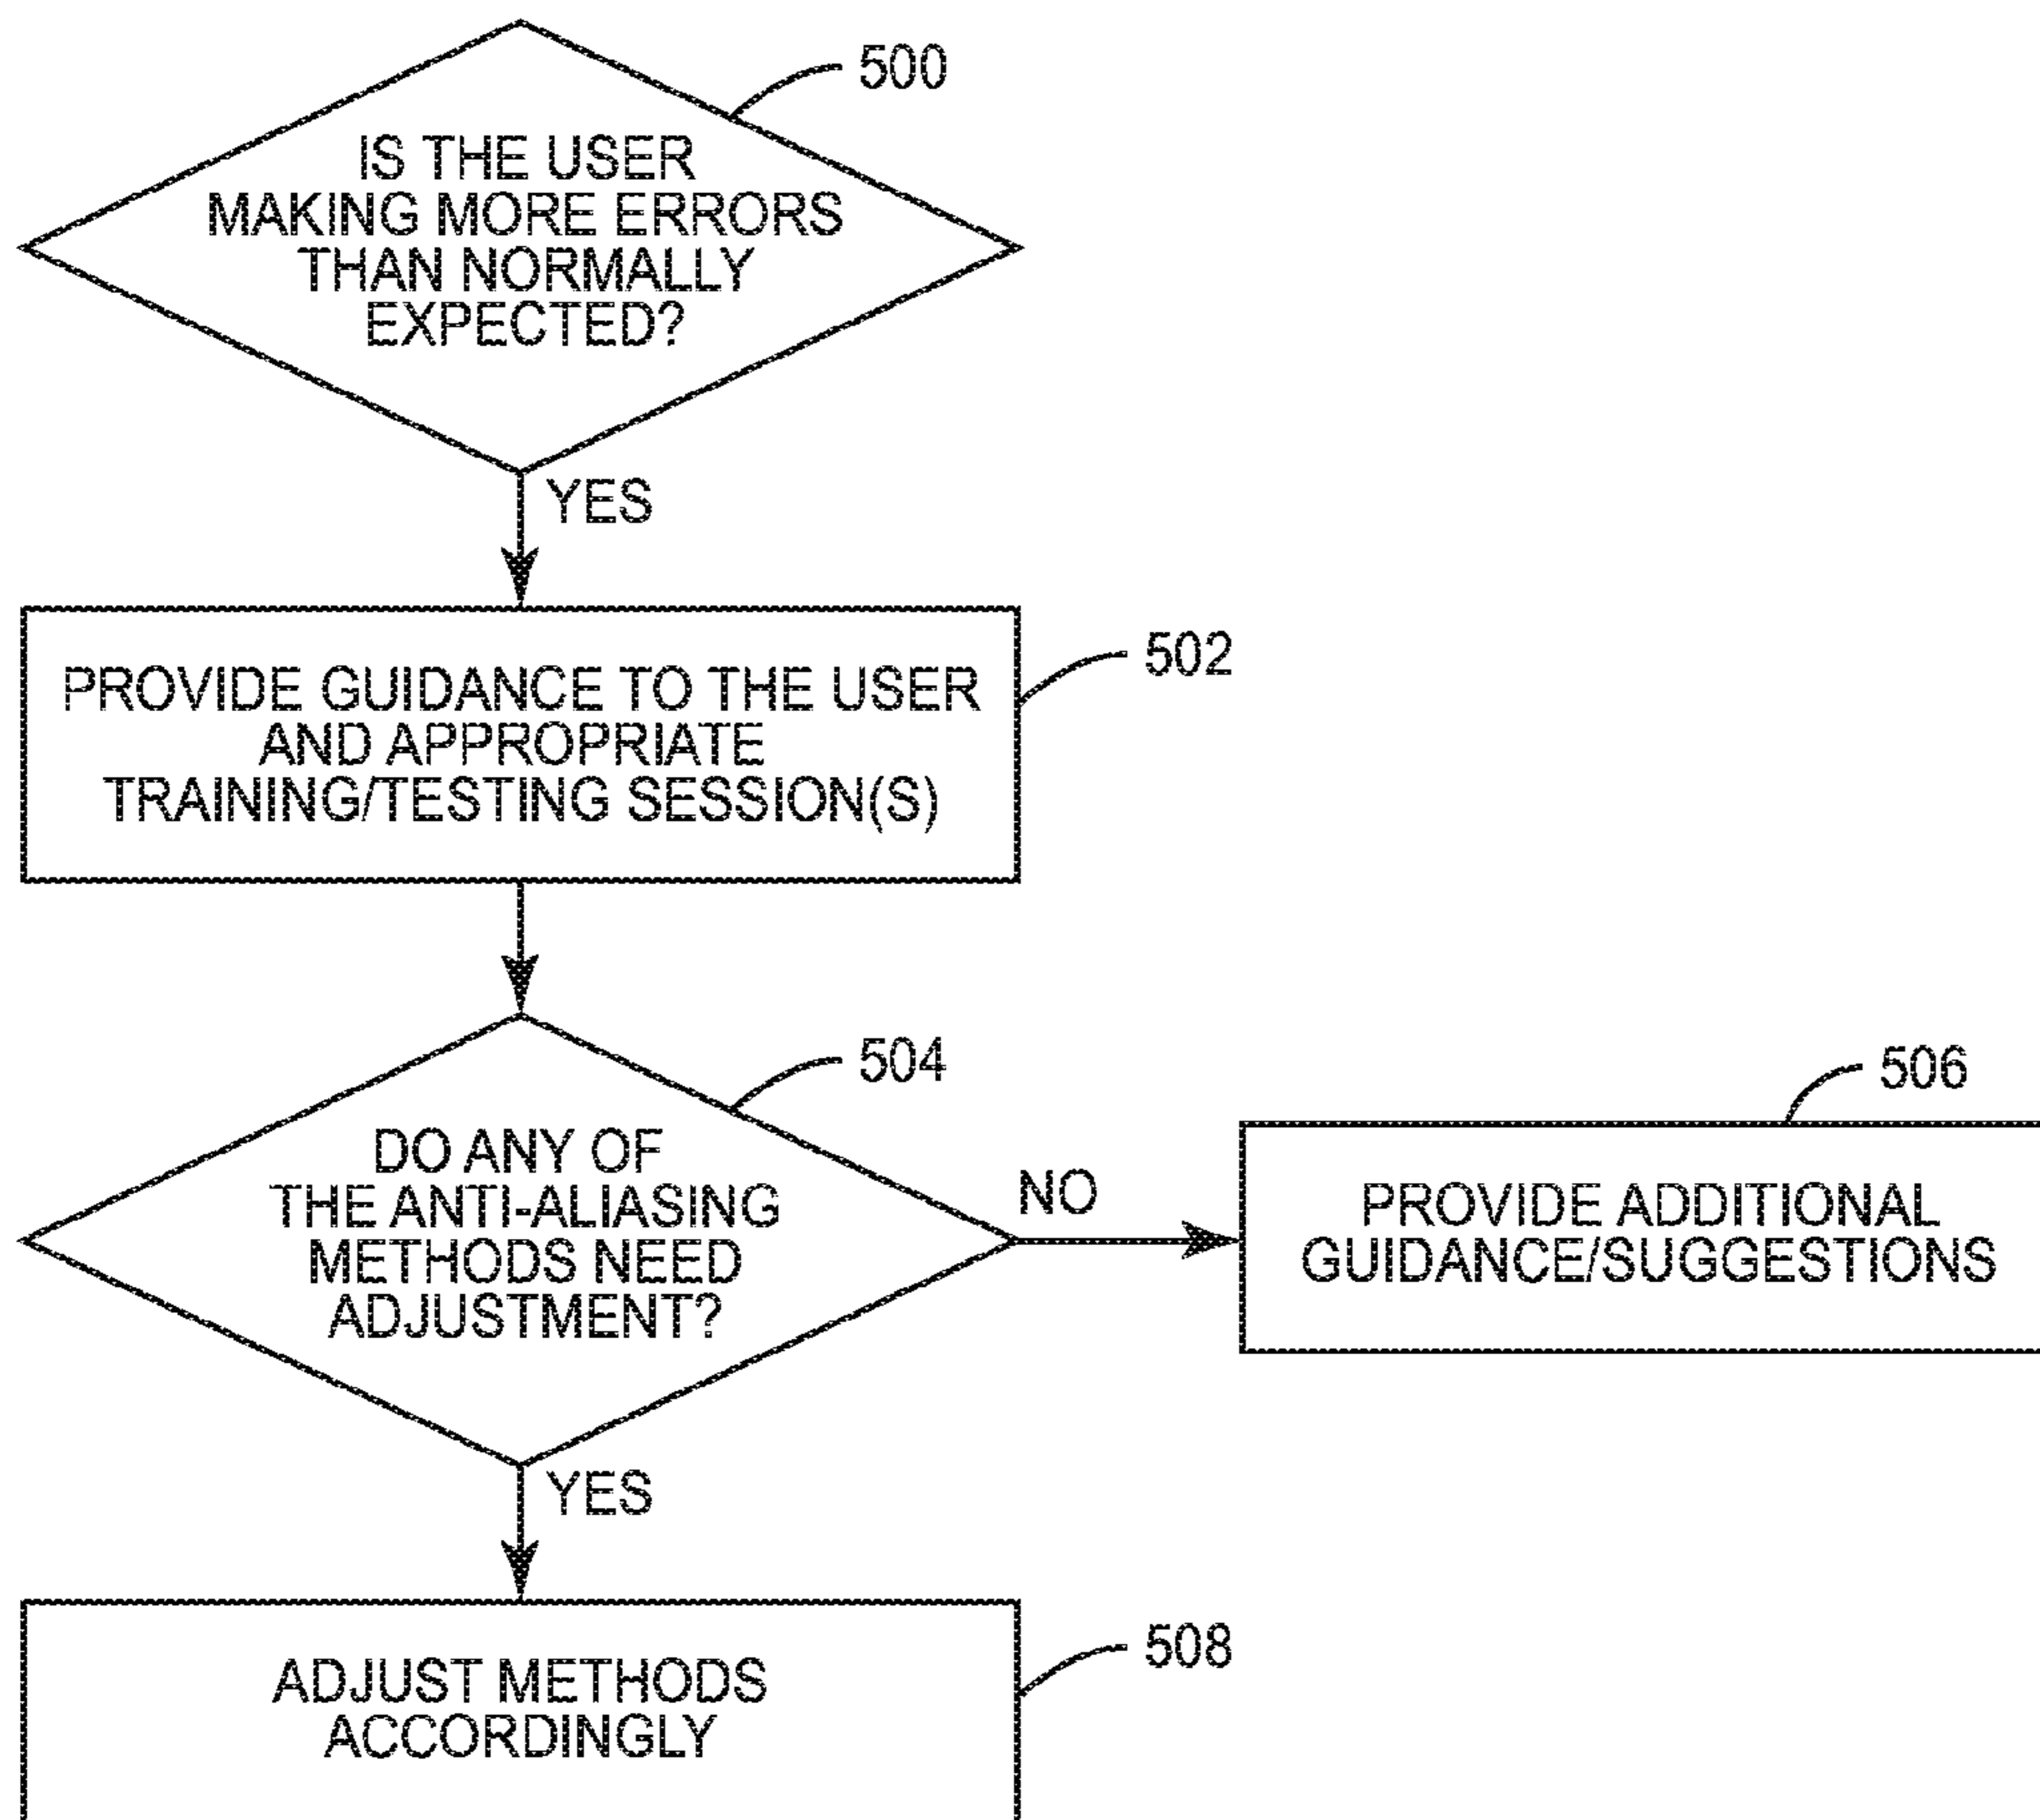 500
IS THE USER
MAKING MORE ERRORS
THAN NORMALLY
EXPECTED?
YES
502
PROVIDE GUIDANCE TO THE USER
AND APPROPRIATE
TRAINING/TESTING SESSION(S)
504
DO ANY OF
THE ANTI-ALIASING
METHODS NEED
ADJUSTMENT?
NO
506
PROVIDE ADDITIONAL
GUIDANCE/SUGGESTIONS
YES
508
ADJUST METHODS
ACCORDINGLY